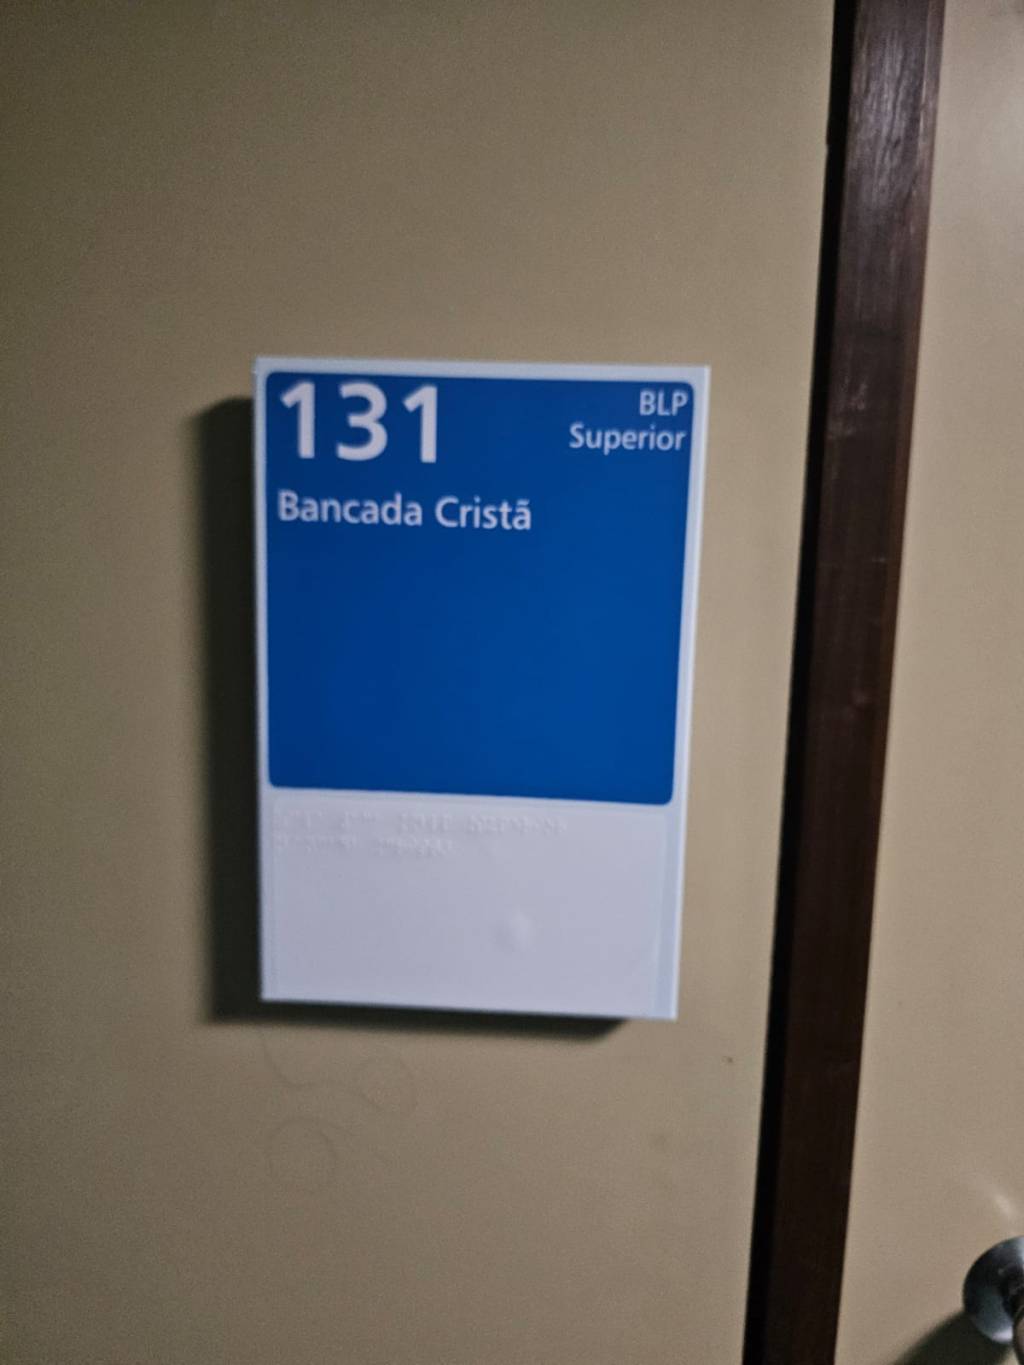 131
BLP
Superior
Bancada Cristã